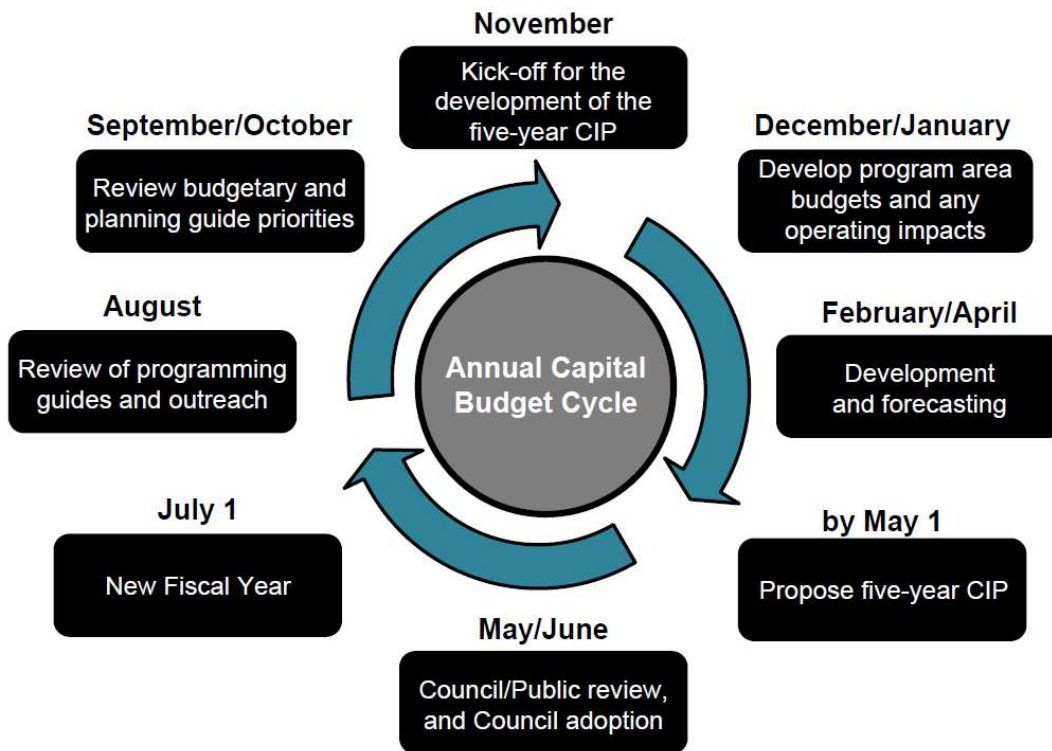 November
Kick-off for the
development of the
five-year CIP
December/January
Develop program area
budgets and any
operating impacts
February/April
Development
and forecasting
by May 1
Propose five-year CIP
May/June
Council/Public review,
and Council adoption
July 1
New Fiscal Year
August
Review of programming
guides and outreach
September/October
Review budgetary and
planning guide priorities
Annual Capital
Budget Cycle